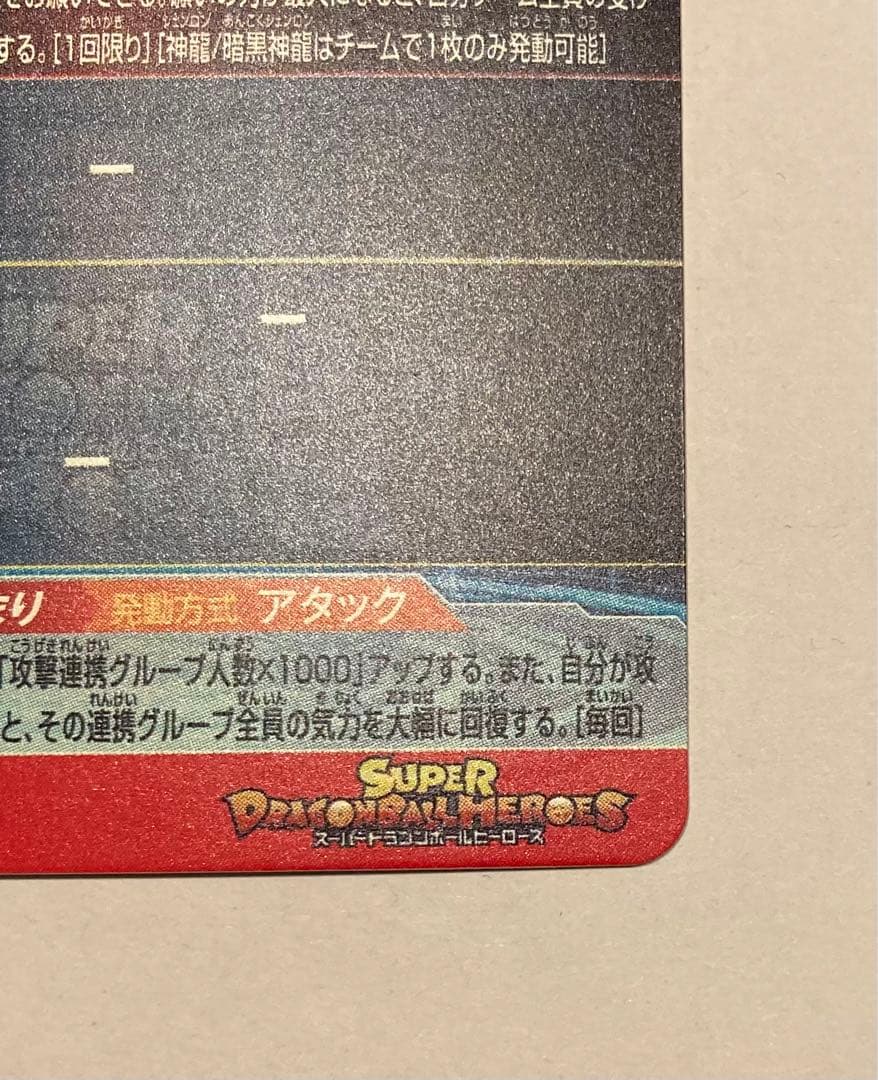 する。[1回限り][神龍/暗黒神龍はチームで1枚のみ発動可能]
り 発動方式 アタック
「攻撃連携グループ人数×1000」アップする。また、自分が攻
と、その連携グループ全員の気力を大幅に回復する。[毎回]
SUPER
DRAGONBALL HEROES
スーパードラゴンボールヒーローズ